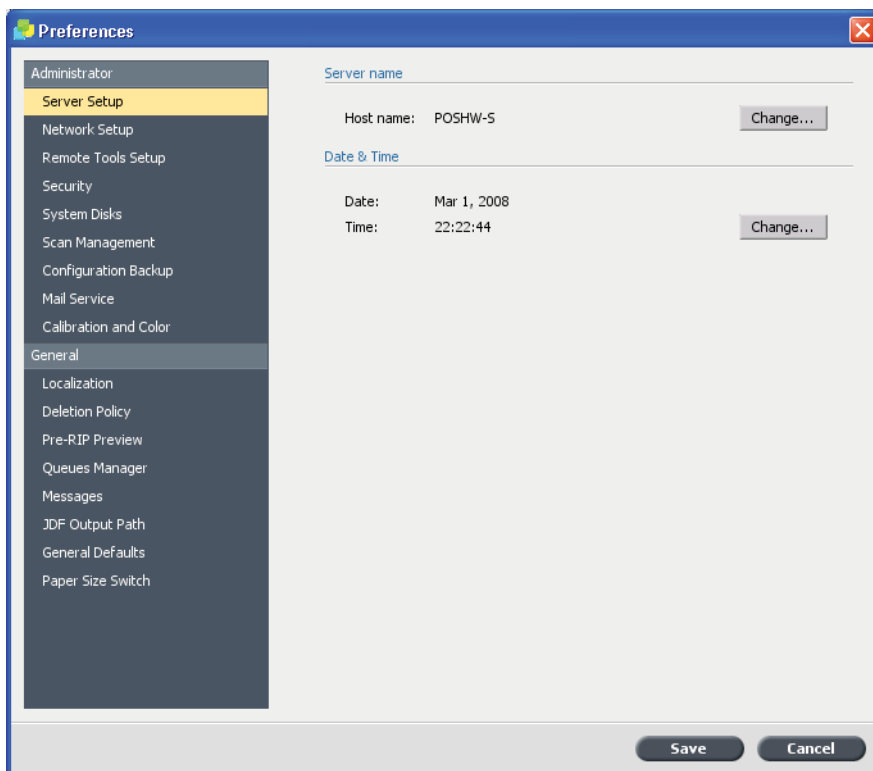 Preferences
Administrator
Server Setup
Network Setup
Remote Tools Setup
Security
System Disks
Scan Management
Configuration Backup
Mail Service
Calibration and Color
General
Localization
Deletion Policy
Pre-RIP Preview
Queues Manager
Messages
JDF Output Path
General Defaults
Paper Size Switch
Server name
Host name: POSHW-S Change...
Date & Time
Date: Mar 1, 2008
Time: 22:22:44 Change...
Save Cancel